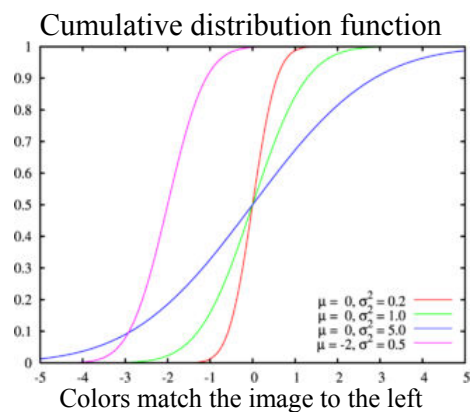 Cumulative distribution function
1
0.9
0.8
0.7
0.6
0.5
0.4
0.3
0.2
0.1
0
μ = 0, σ² = 0.2
μ = 0, σ² = 1.0
μ = 0, σ² = 5.0
μ = -2, σ² = 0.5
-5 -4 -3 -2 -1 0 1 2 3 4 5
Colors match the image to the left